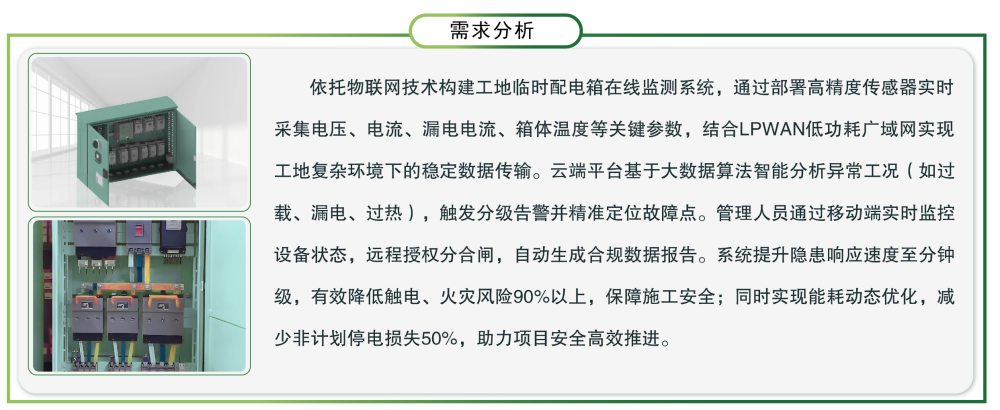 需求分析
依托物联网技术构建工地临时配电箱在线监测系统，通过部署高精度传感器实时
采集电压、电流、漏电电流、箱体温度等关键参数，结合LPWAN低功耗广域网实现
工地复杂环境下的稳定数据传输。云端平台基于大数据算法智能分析异常工况（如过
载、漏电、过热），触发分级告警并精准定位故障点。管理人员通过移动端实时监控
设备状态，远程授权分合闸，自动生成合规数据报告。系统提升隐患响应速度至分钟
级，有效降低触电、火灾风险90%以上，保障施工安全；同时实现能耗动态优化，减
少非计划停电损失50%，助力项目安全高效推进。